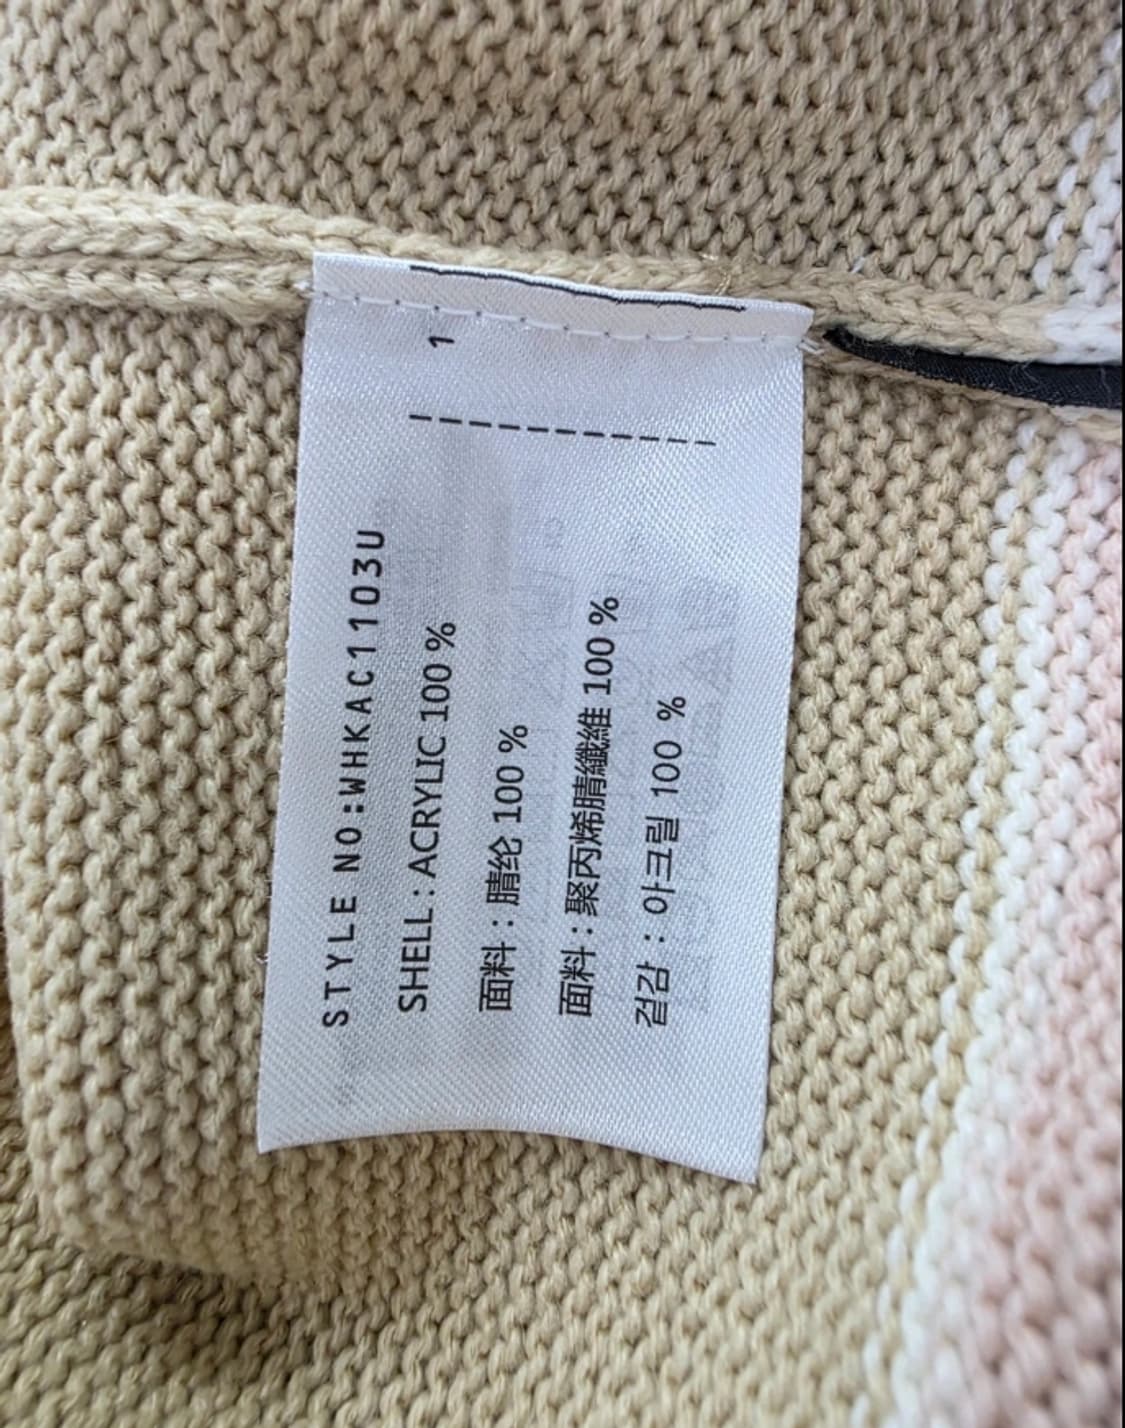 1
STYLE NO:WHKAC1103U
SHELL : ACRYLIC 100 %
面料 : 腈纶 100 %
面料 : 聚丙烯腈纖維 100 %
겉감 : 아크릴 100 %